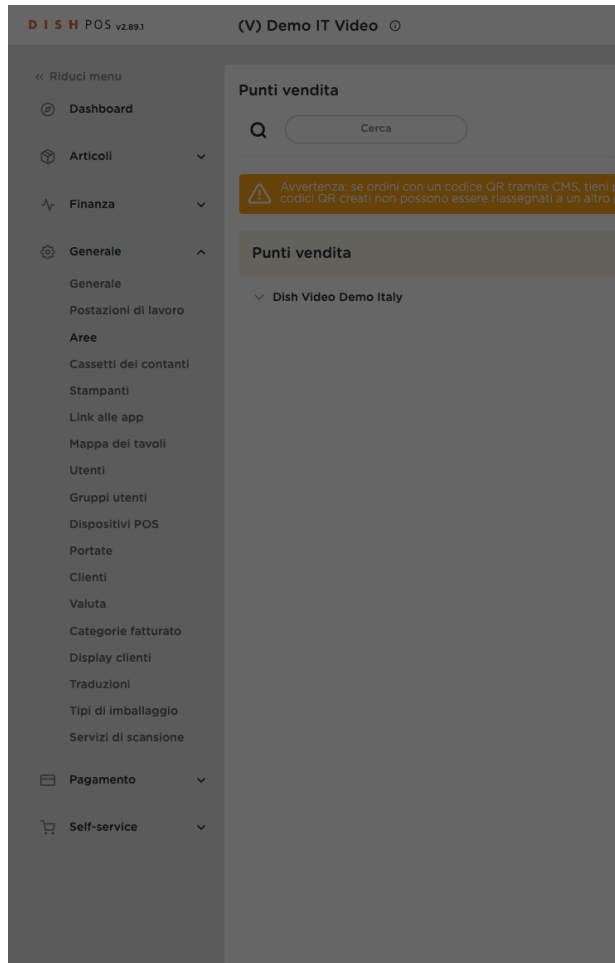 DISH POS v2.89.1
(V) Demo IT Video
« Riduci menu
Dashboard
Articoli
Finanza
Generale
Generale
Postazioni di lavoro
Aree
Cassetti dei contanti
Stampanti
Link alle app
Mappa dei tavoli
Utenti
Gruppi utenti
Dispositivi POS
Portate
Clienti
Valuta
Categorie fatturato
Display clienti
Traduzioni
Tipi di imballaggio
Servizi di scansione
Pagamento
Self-service
Punti vendita
Cerca
Avvertenza: se ordini con un codice QR tramite CMS, tieni
codici QR creati non possono essere riassegnati a un altro
Punti vendita
Dish Video Demo Italy